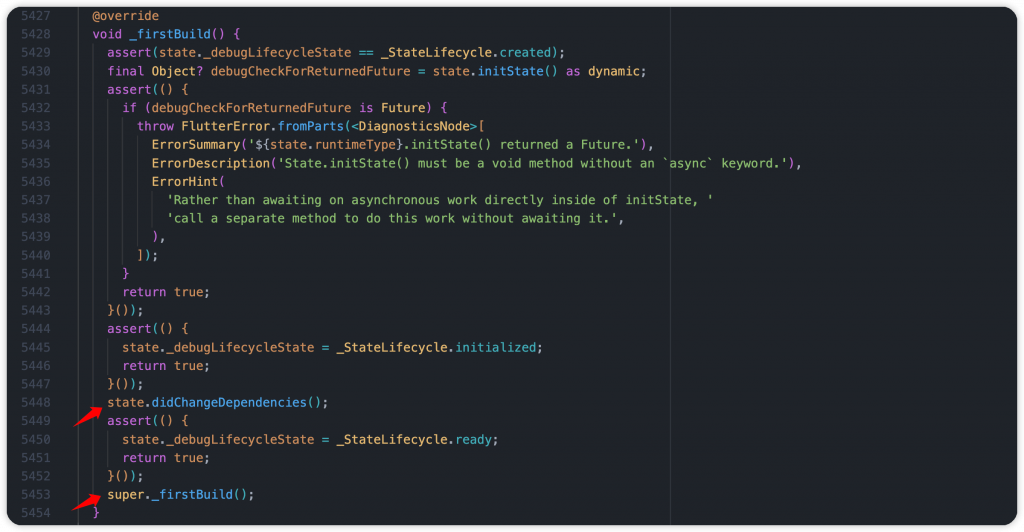 5427 @override
5428 void _firstBuild() {
5429 assert(state._debugLifecycleState == _StateLifecycle.created);
5430 final Object? debugCheckForReturnedFuture = state.initState() as dynamic;
5431 assert(() {
5432 if (debugCheckForReturnedFuture is Future) {
5433 throw FlutterError.fromParts(<DiagnosticsNode>[
5434 ErrorSummary('${state.runtimeType}.initState() returned a Future.'),
5435 ErrorDescription('State.initState() must be a void method without an `async` keyword.'),
5436 ErrorHint(
5437 'Rather than awaiting on asynchronous work directly inside of initState, '
5438 'call a separate method to do this work without awaiting it.',
5439 ),
5440 ]);
5441 }
5442 return true;
5443 }());
5444 assert(() {
5445 state._debugLifecycleState = _StateLifecycle.initialized;
5446 return true;
5447 }());
5448 state.didChangeDependencies();
5449 assert(() {
5450 state._debugLifecycleState = _StateLifecycle.ready;
5451 return true;
5452 }());
5453 super._firstBuild();
5454 }